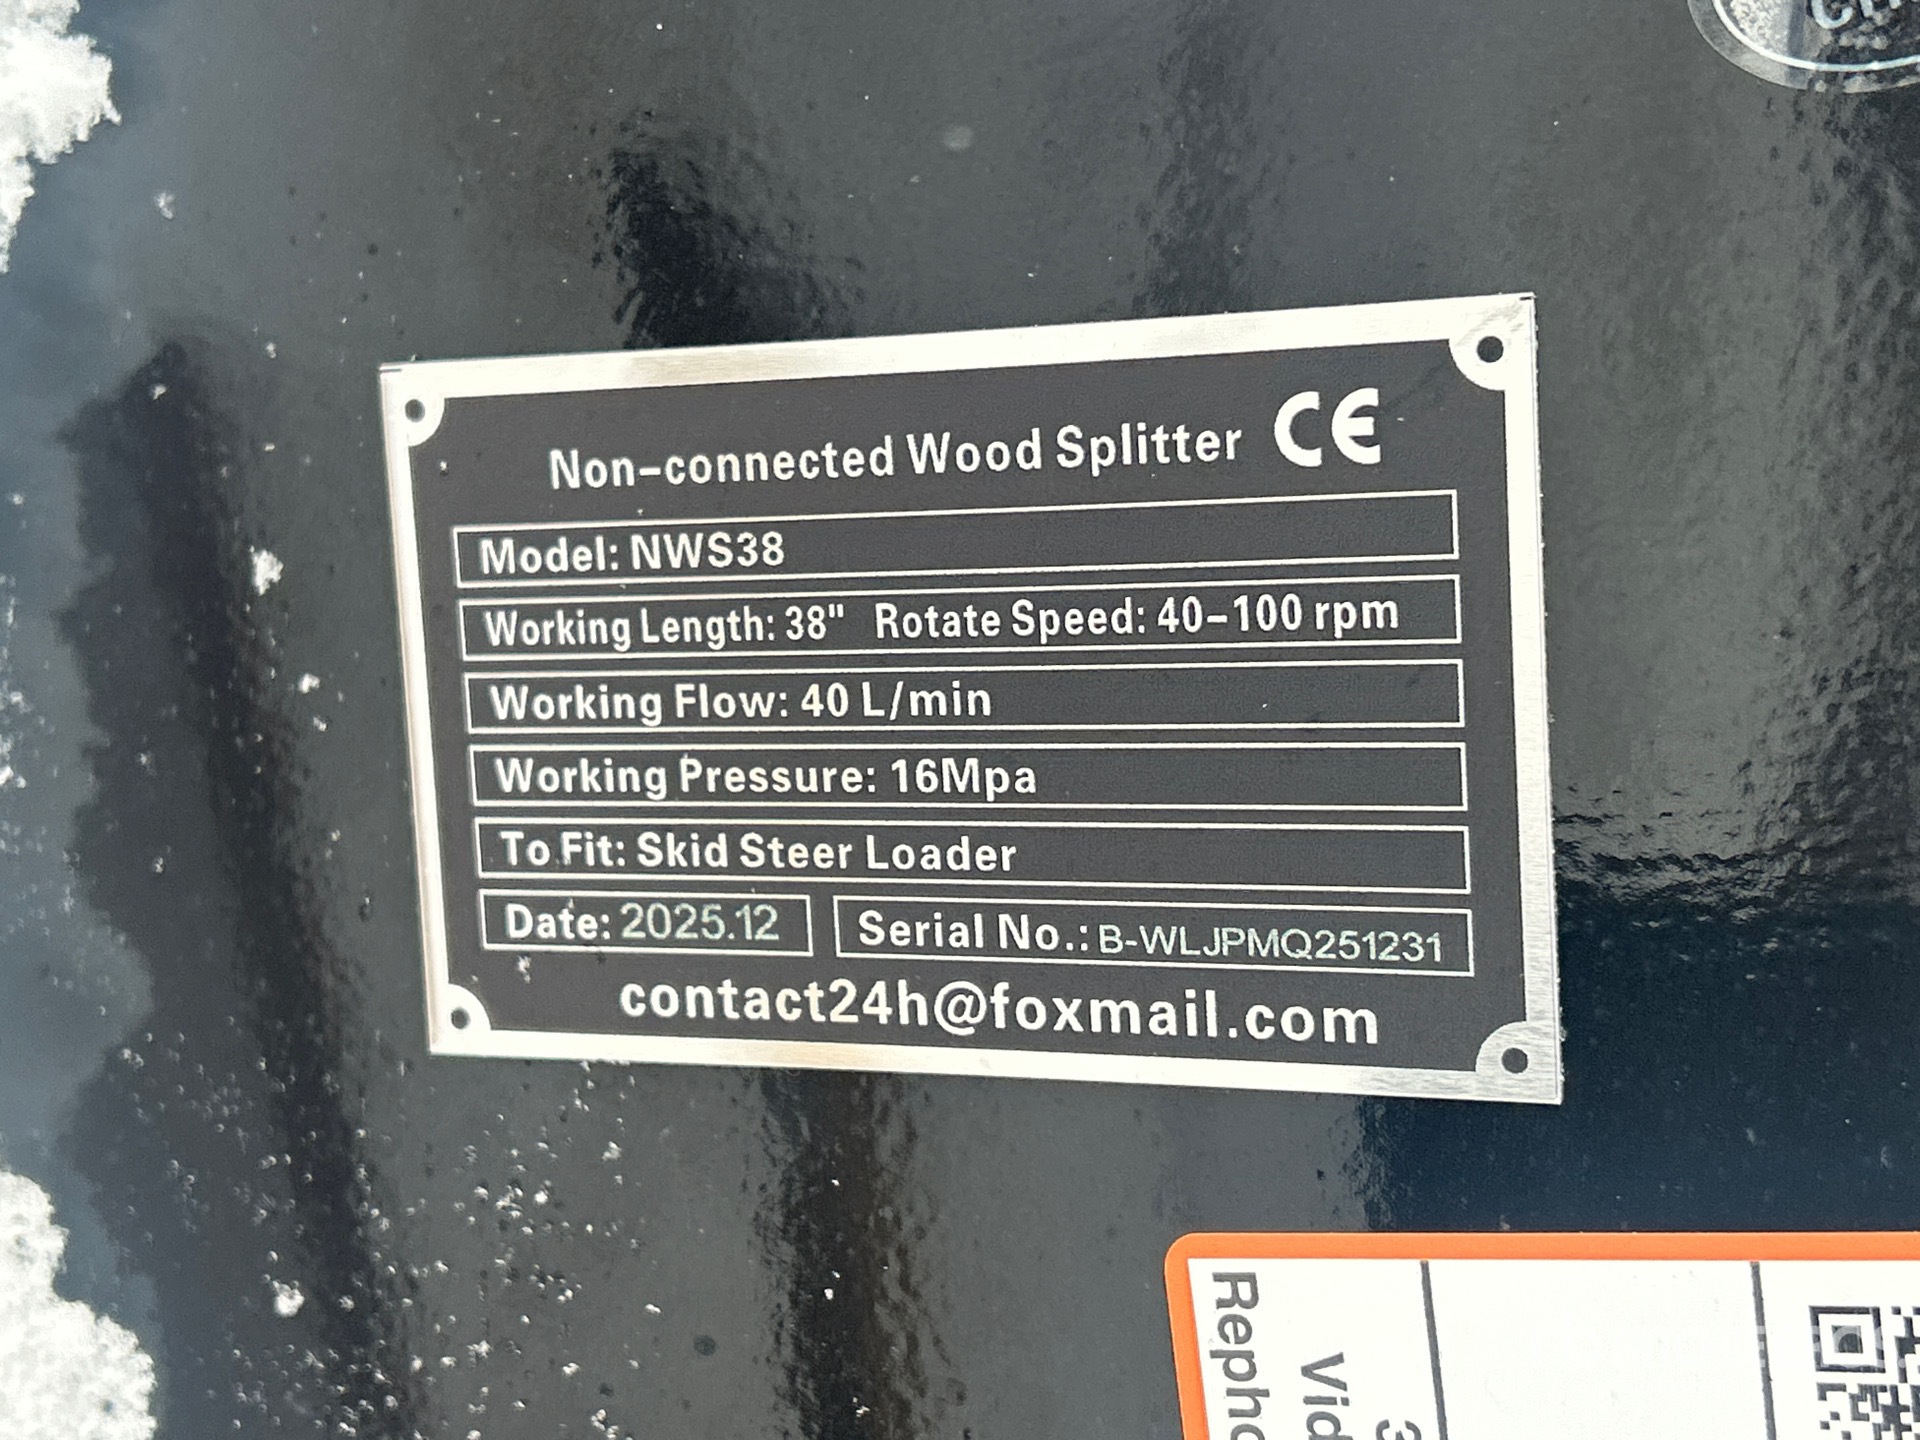 Non-connected Wood Splitter CE
Model: NWS38
Working Length: 38" Rotate Speed: 40-100 rpm
Working Flow: 40 L/min
Working Pressure: 16Mpa
To Fit: Skid Steer Loader
Date: 2025.12 Serial No.: B-WLJPMQ251231
contact24h@foxmail.com